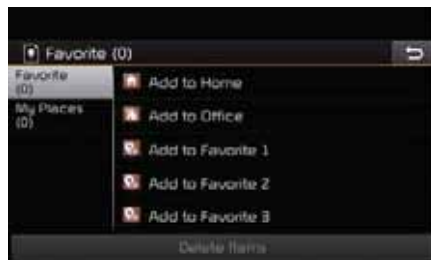 Favorite (0)
Favorite
(0)
My Places
(0)
Add to Home
Add to Office
Add to Favorite 1
Add to Favorite 2
Add to Favorite 3
Delete Items